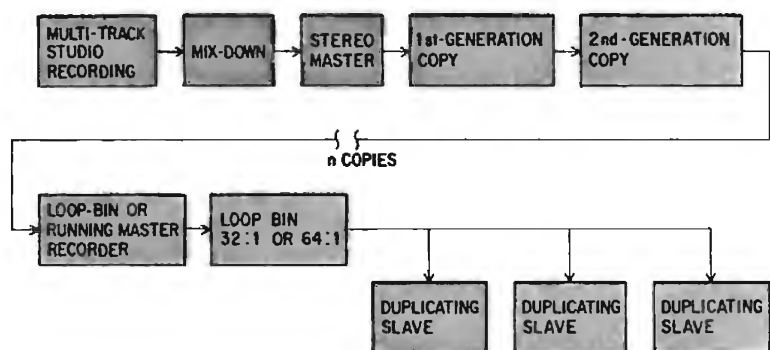 MULTI-TRACK
STUDIO
RECORDING
MIX-DOWN
STEREO
MASTER
1st-GENERATION
COPY
2nd-GENERATION
COPY
n COPIES
LOOP-BIN OR
RUNNING MASTER
RECORDER
LOOP BIN
32:1 OR 64:1
DUPLICATING
SLAVE
DUPLICATING
SLAVE
DUPLICATING
SLAVE